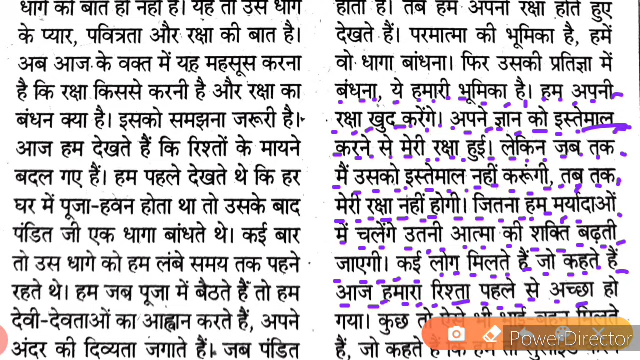 धागे की बात ही नहीं है। यह तो उस धागे
के प्यार, पवित्रता और रक्षा की बात है।
अब आज के वक्त में यह महसूस करना
है कि रक्षा किससे करनी है और रक्षा का
बंधन क्या है। इसको समझना जरूरी है।
आज हम देखते हैं कि रिश्तों के मायने
बदल गए हैं। हम पहले देखते थे कि हर
घर में पूजा-हवन होता था तो उसके बाद
पंडित जी एक धागा बांधते थे। कई बार
तो उस धागे को हम लंबे समय तक पहने
रहते थे। हम जब पूजा में बैठते हैं तो हम
देवी-देवताओं का आह्वान करते हैं, अपने
अंदर की दिव्यता जगाते हैं। जब पंडित
होता है। तब हम अपनी रक्षा होते हुए
देखते हैं। परमात्मा की भूमिका है, हमें
वो धागा बांधना। फिर उसकी प्रतिज्ञा में
बंधना, ये हमारी भूमिका है। हम अपनी
रक्षा खुद करेंगे। अपने ज्ञान को इस्तेमाल
करने से मेरी रक्षा हुई। लेकिन जब तक
मैं उसको इस्तेमाल नहीं करूंगी, तब तक
मेरी रक्षा नहीं होगी। जितना हम मर्यादाओं
में चलेंगे उतनी आत्मा की शक्ति बढ़ती
जाएगी। कई लोग मिलते हैं जो कहते हैं
आज हमारा रिश्ता पहले से अच्छा हो
गया। कुछ तो
हैं, जो कहते
Power Director